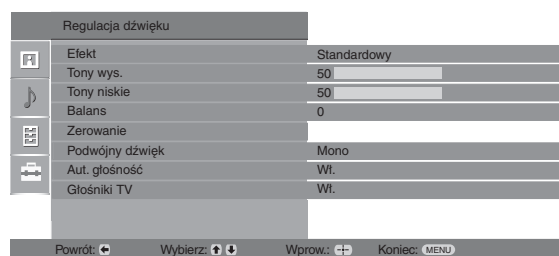 Regulacja dźwięku
Efekt Standardowy
Tony wys. 50
Tony niskie 50
Balans 0
Zerowanie
Podwójny dźwięk Mono
Aut. głośność Wł.
Głośniki TV Wł.
Powrót: Wybierz: Wprow.: Koniec: MENU